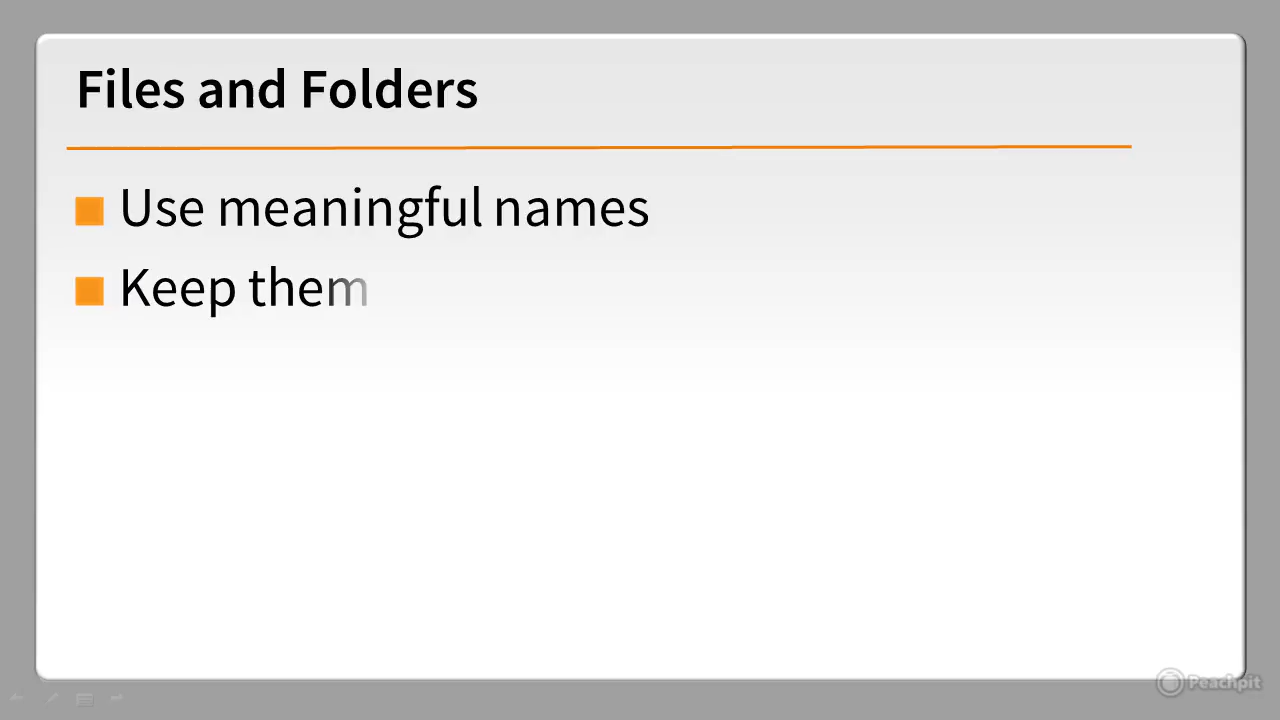 Files and Folders
Use meaningful names
Keep them
Peachpit